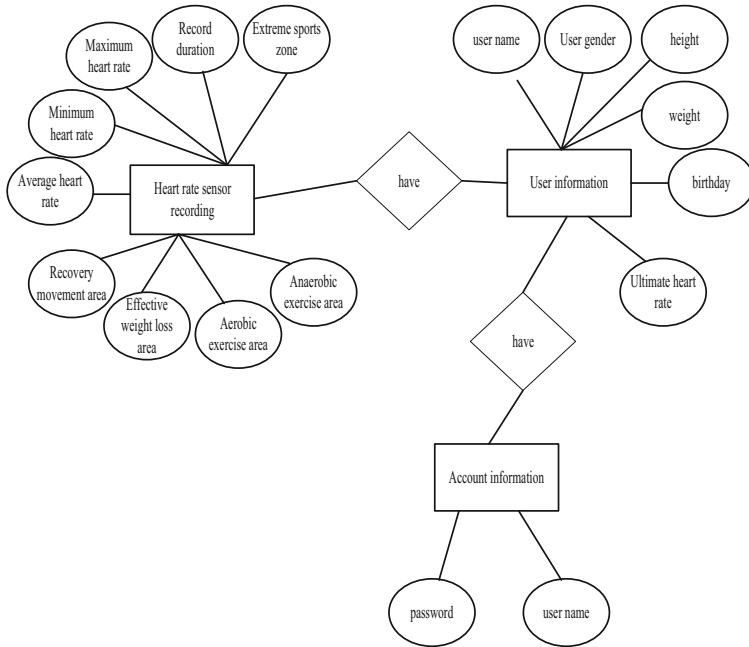 Maximum
heart rate
Record
duration
Extreme sports
zone
user name
User gender
height
Minimum
heart rate
weight
Average heart
rate
Heart rate sensor
recording
have
User information
birthday
Recovery
movement area
Effective
weight loss
area
Aerobic
exercise area
Anaerobic
exercise area
Ultimate heart
rate
have
Account information
password
user name